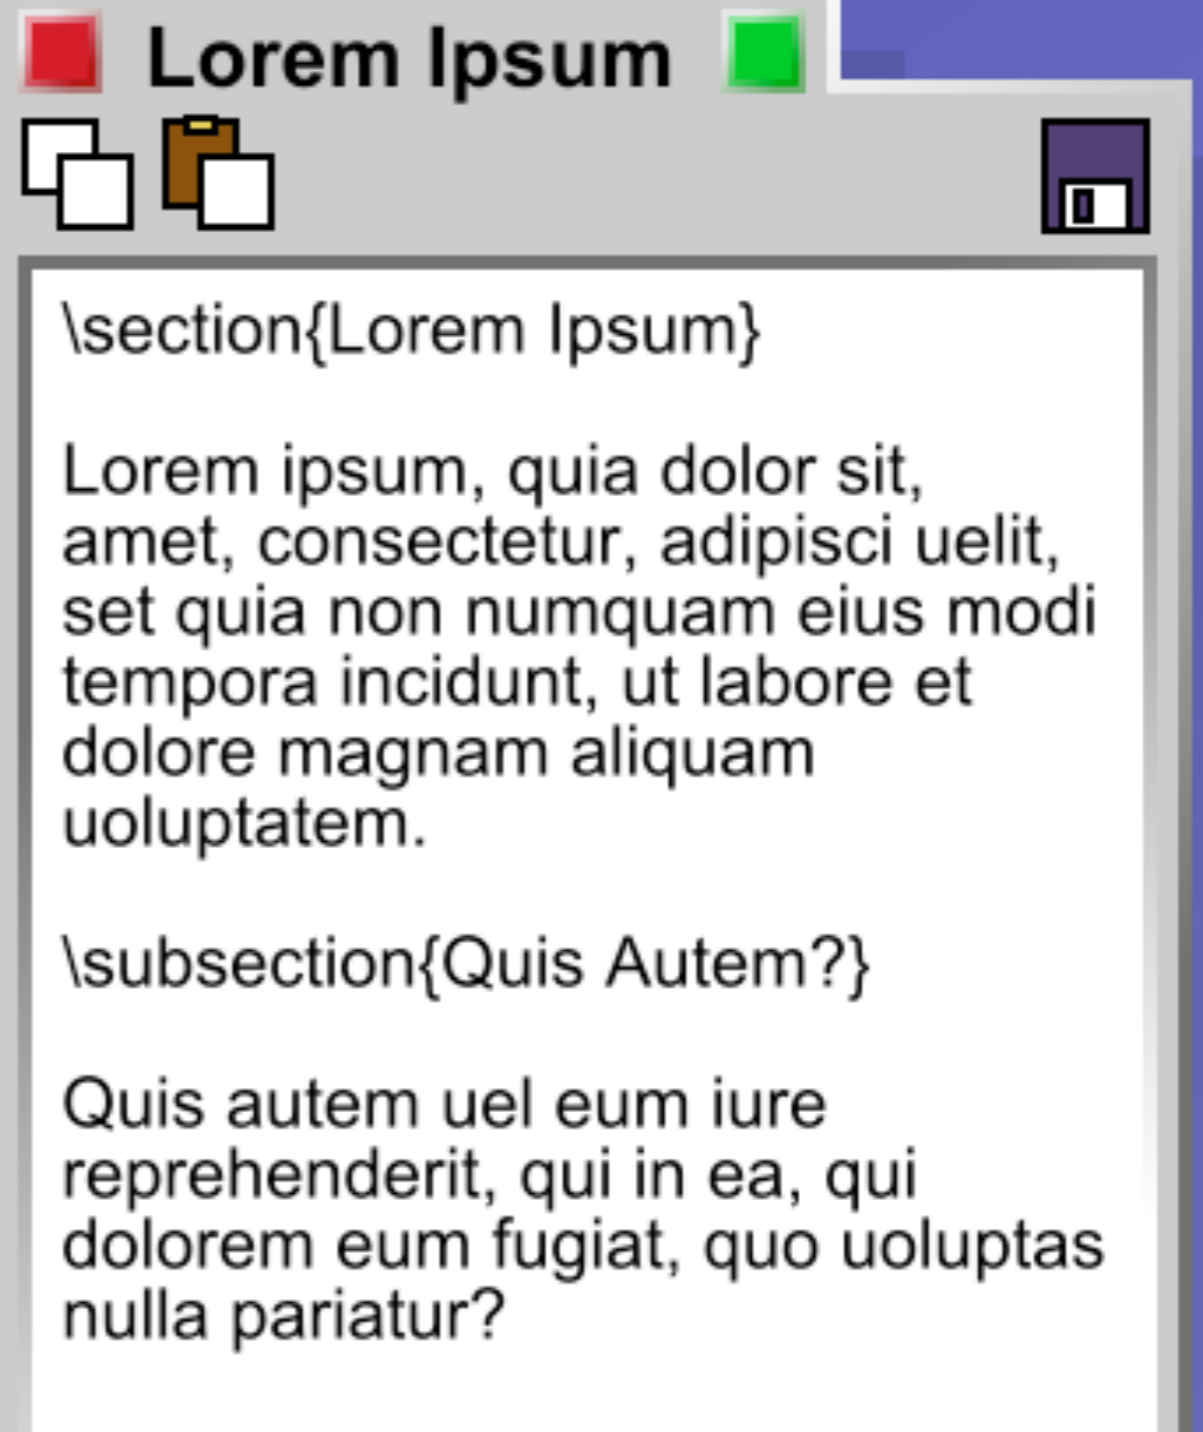 Lorem Ipsum
\section{Lorem Ipsum}
Lorem ipsum, quia dolor sit,
amet, consectetur, adipisci uelit,
set quia non numquam eius modi
tempora incidunt, ut labore et
dolore magnam aliquam
uoluptatem.
\subsection{Quis Autem?}
Quis autem uel eum iure
reprehenderit, qui in ea, qui
dolorem eum fugiat, quo uoluptas
nulla pariatur?